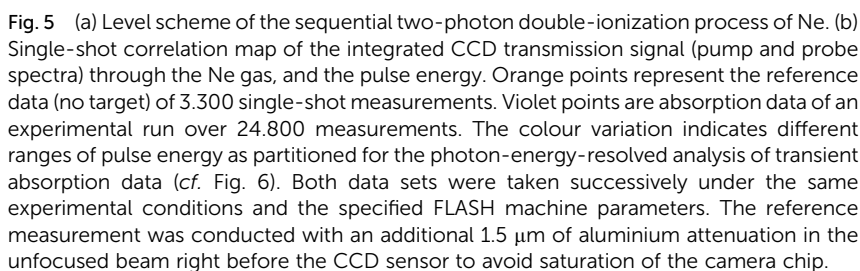 Fig. 5 (a) Level scheme of the sequential two-photon double-ionization process of Ne. (b)
Single-shot correlation map of the integrated CCD transmission signal (pump and probe
spectra) through the Ne gas, and the pulse energy. Orange points represent the reference
data (no target) of 3.300 single-shot measurements. Violet points are absorption data of an
experimental run over 24.800 measurements. The colour variation indicates different
ranges of pulse energy as partitioned for the photon-energy-resolved analysis of transient
absorption data (cf. Fig. 6). Both data sets were taken successively under the same
experimental conditions and the specified FLASH machine parameters. The reference
measurement was conducted with an additional 1.5 μm of aluminium attenuation in the
unfocused beam right before the CCD sensor to avoid saturation of the camera chip.